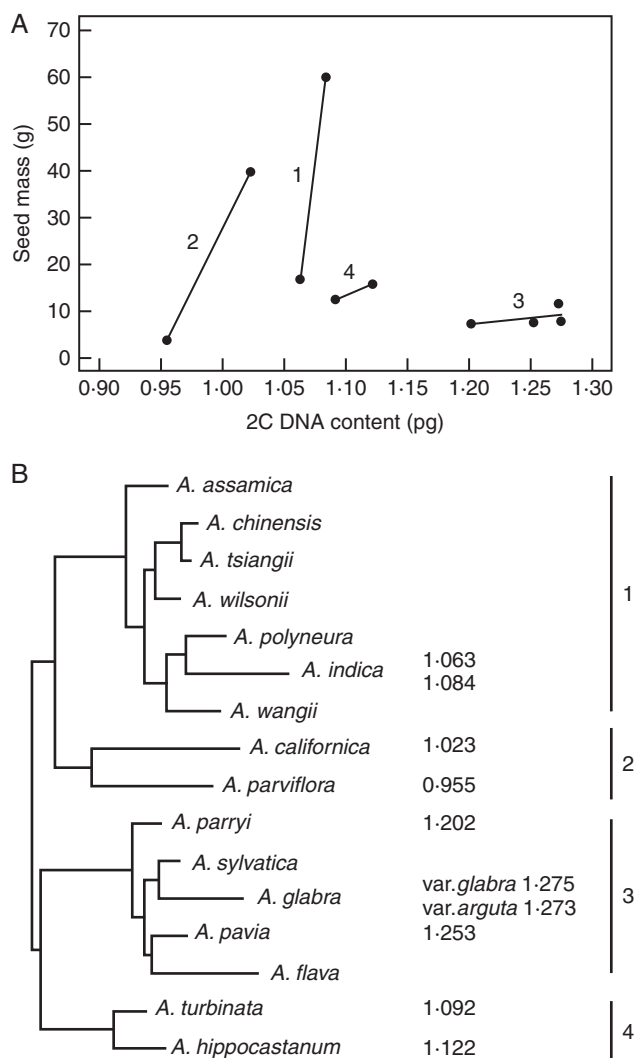 A
Seed mass (g)
70
60
50
40
30
20
10
0
1
2
4
3
0·90 0·95 1·00 1·05 1·10 1·15 1·20 1·25 1·30
2C DNA content (pg)
B
A. assamica
A. chinensis
A. tsiangii
A. wilsonii
1
A. polyneura
A. indica 1·063
1·084
A. wangii
A. californica 1·023
2
A. parviflora 0·955
A. parryi 1·202
A. sylvatica
A. glabra var.glabra 1·275
var.arguta 1·273
3
A. pavia 1·253
A. flava
A. turbinata 1·092
4
A. hippocastanum 1·122